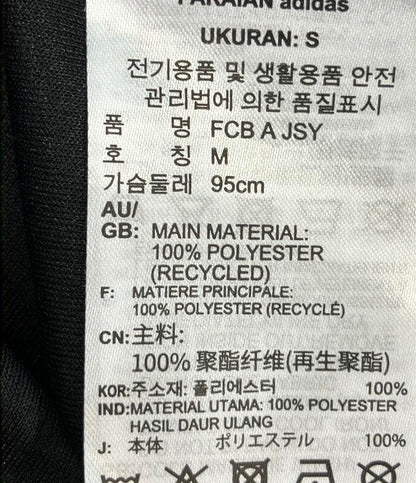 PAKAIAN adidas
UKURAN: S
전기용품 및 생활용품 안전
관리법에 의한 품질표시
품 명 FCB A JSY
호 칭 M
가슴둘레 95cm
AU/
GB: MAIN MATERIAL:
100% POLYESTER
(RECYCLED)
F: MATIERE PRINCIPALE:
100% POLYESTER (RECYCLÉ)
CN:主料:
100% 聚酯纤维(再生聚酯)
KOR:주소재: 폴리에스터 100%
IND:MATERIAL UTAMA: 100% POLYESTER
HASIL DAUR ULANG
J: 本体 ポリエステル 100%